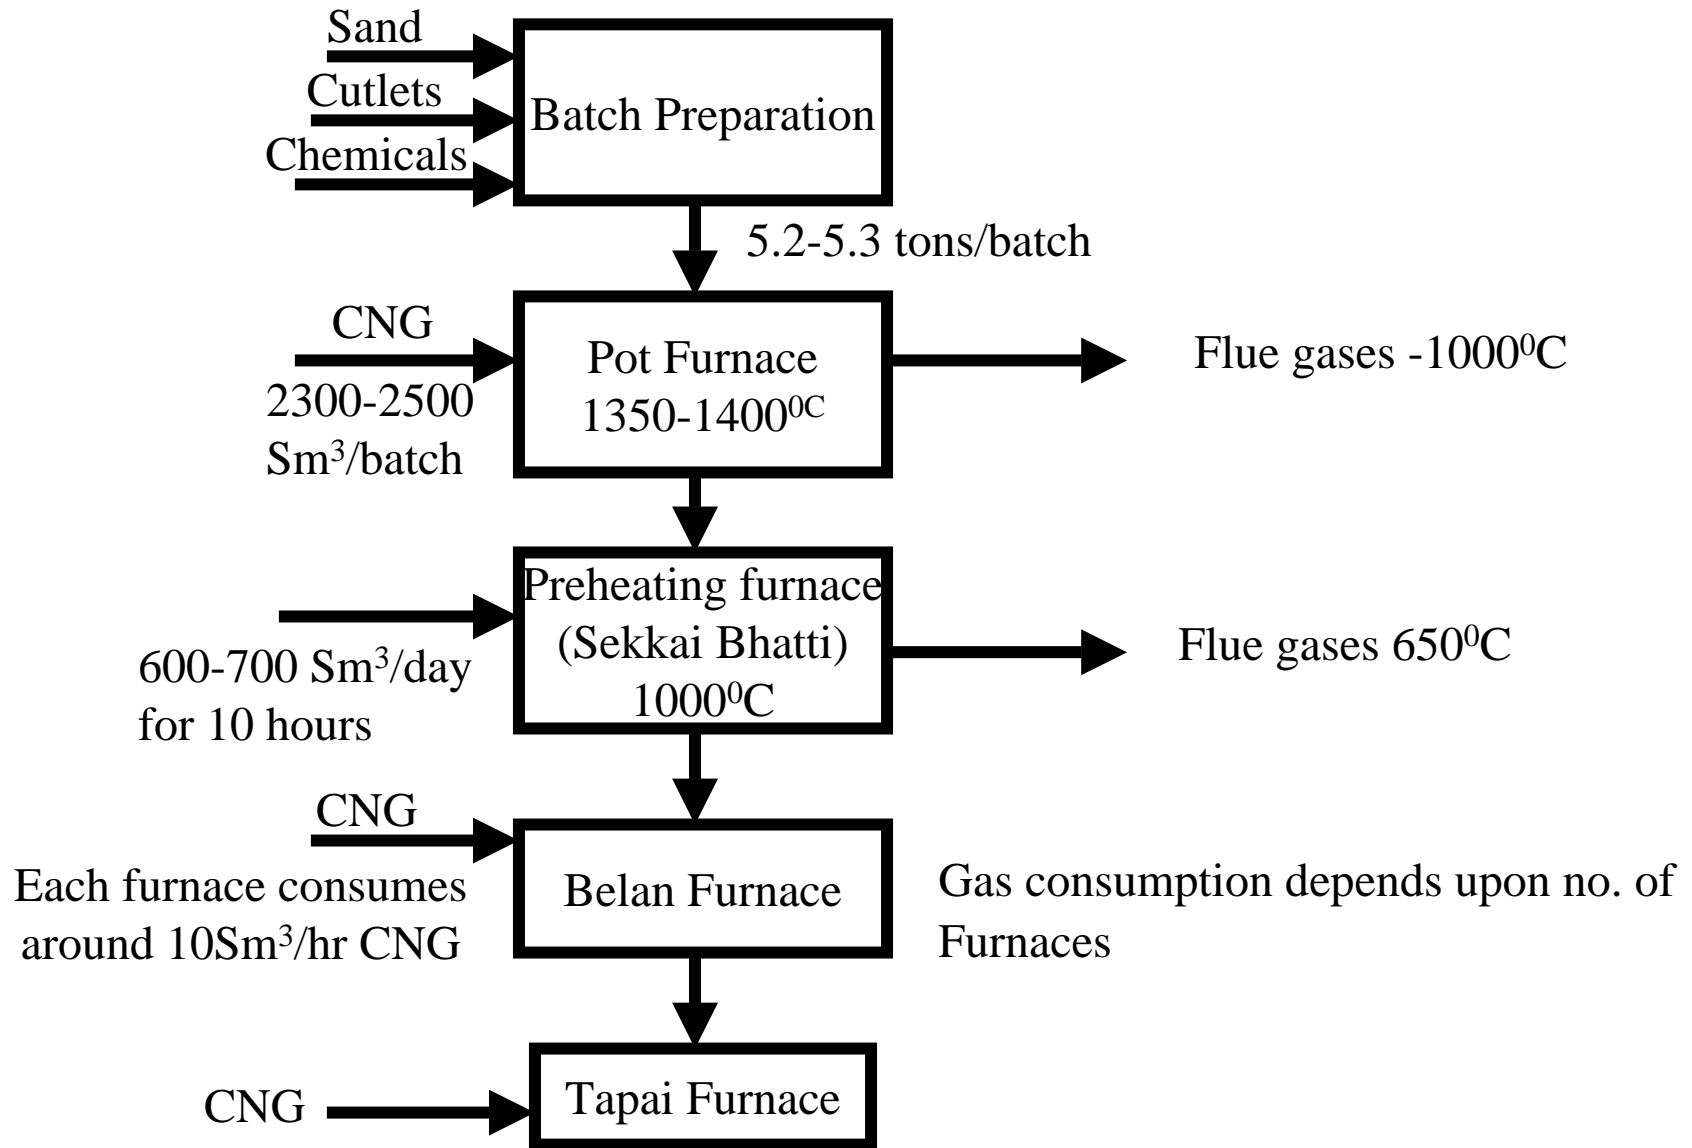 Sand
Cutlets
Chemicals
Batch Preparation
5.2-5.3 tons/batch
CNG
2300-2500
Sm³/batch
Pot Furnace
1350-1400⁰ᶜ
Flue gases -1000⁰C
600-700 Sm³/day
for 10 hours
Preheating furnace
(Sekkai Bhatti)
1000⁰C
Flue gases 650⁰C
CNG
Each furnace consumes
around 10Sm³/hr CNG
Belan Furnace
Gas consumption depends upon no. of
Furnaces
CNG
Tapai Furnace